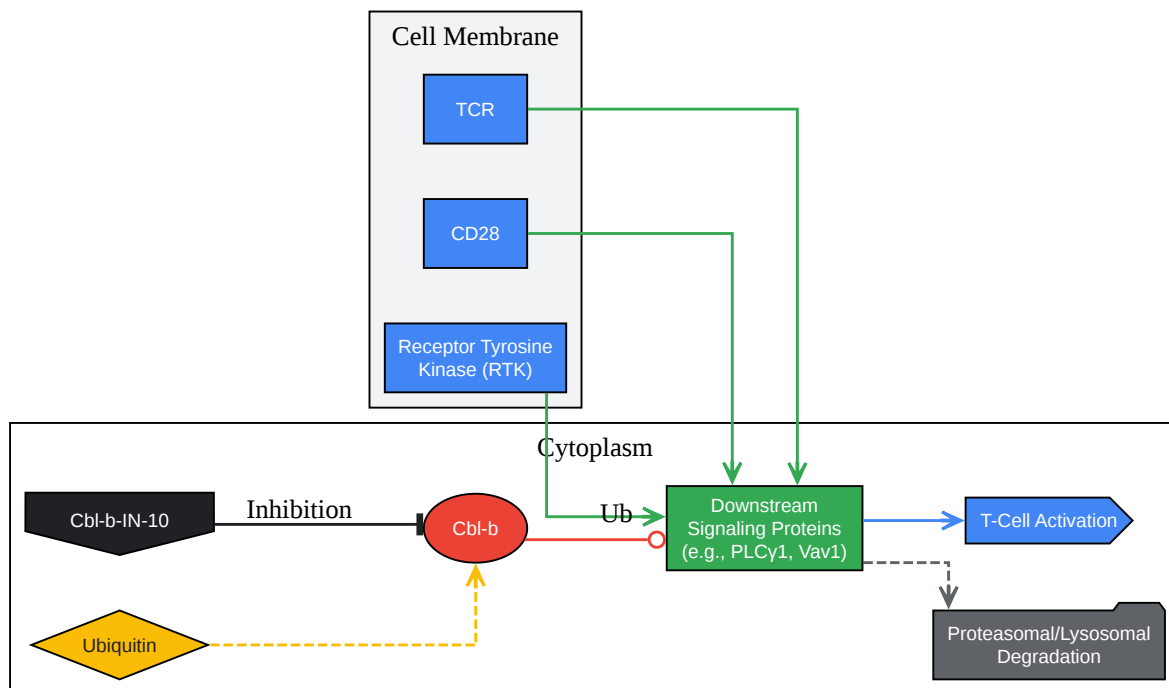 Cell Membrane
TCR
CD28
Receptor Tyrosine
Kinase (RTK)
Cytoplasm
Cbl-b-IN-10
Inhibition
Cbl-b
Ub
Downstream
Signaling Proteins
(e.g., PLCγ1, Vav1)
T-Cell Activation
Ubiquitin
Proteasomal/Lysosomal
Degradation